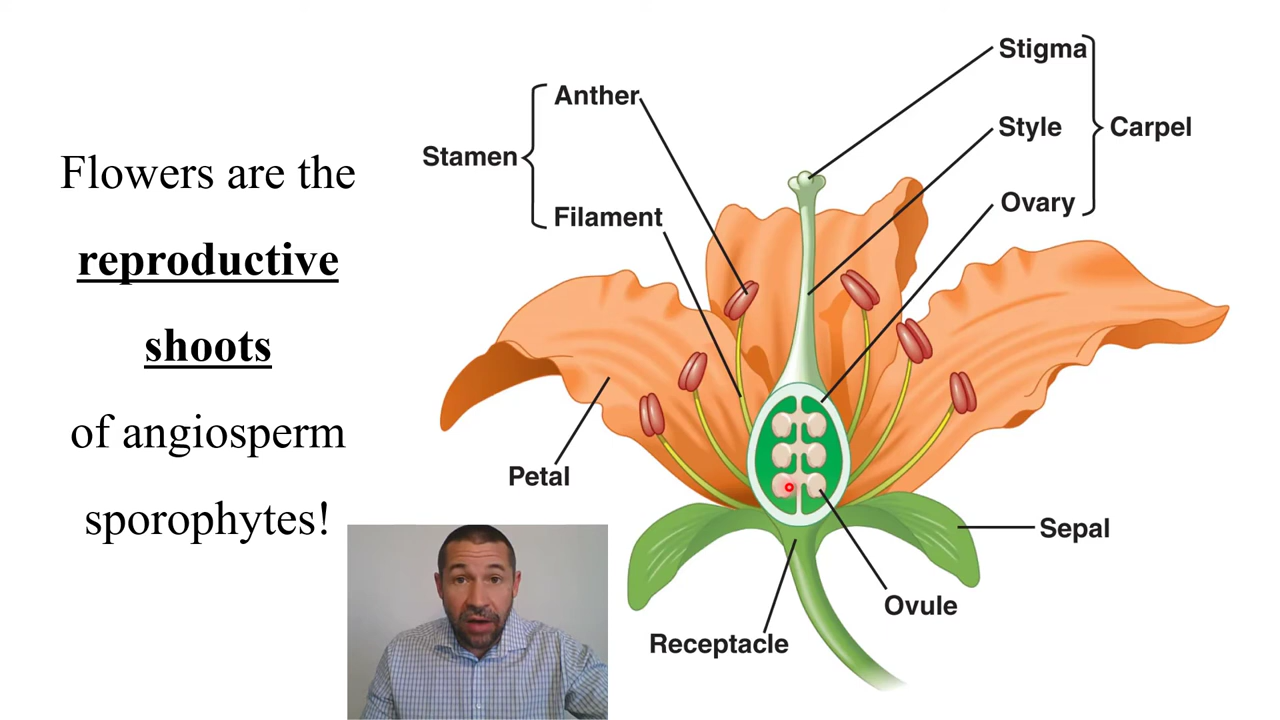 Flowers are the
reproductive
shoots
of angiosperm
sporophytes!
Stamen
Anther
Filament
Petal
Receptacle
Stigma
Style
Ovary
Carpel
Sepal
Ovule